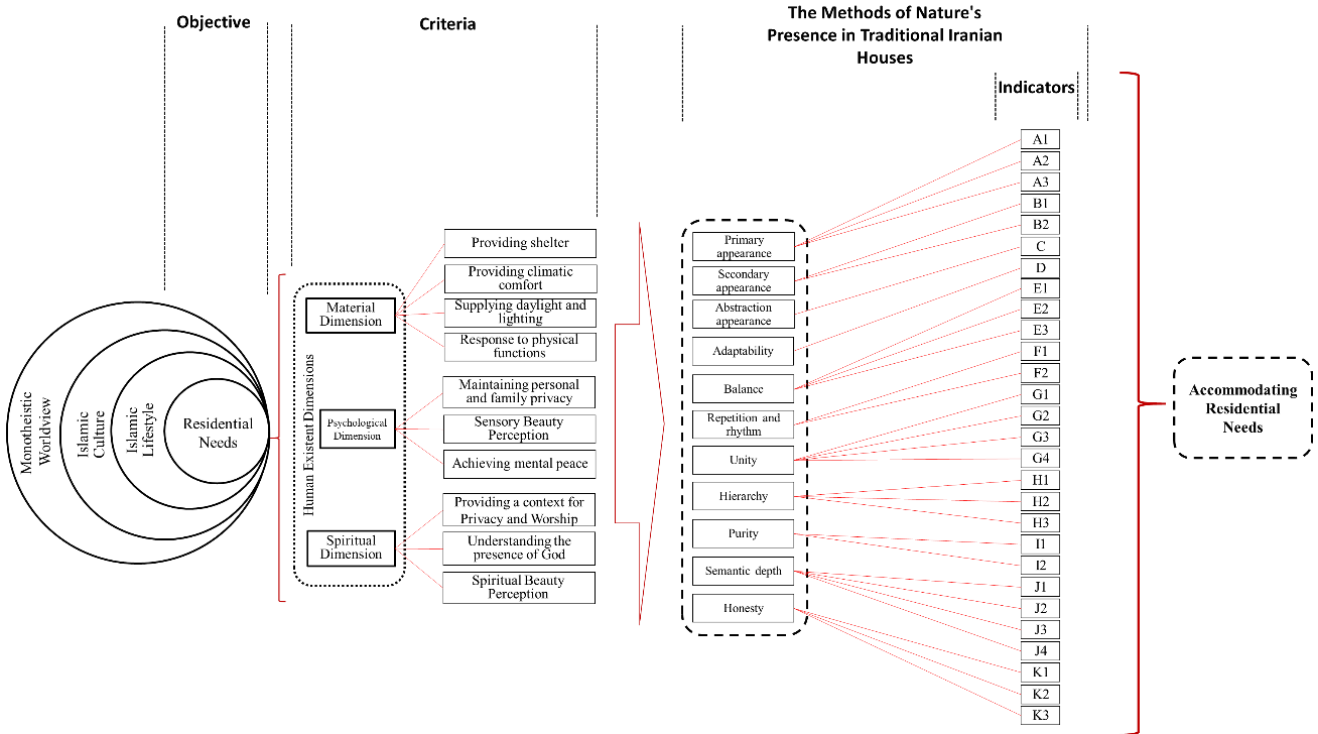 Objective
Criteria
The Methods of Nature's
Presence in Traditional Iranian
Houses
Indicators
Monotheistic
Worldview
Islamic
Culture
Islamic
Lifestyle
Residential
Needs
Human Existent Dimensions
Material
Dimension
Psychological
Dimension
Spiritual
Dimension
Providing shelter
Providing climatic
comfort
Supplying daylight and
lighting
Response to physical
functions
Maintaining personal
and family privacy
Sensory Beauty
Perception
Achieving mental peace
Providing a context for
Privacy and Worship
Understanding the
presence of God
Spiritual Beauty
Perception
Primary
appearance
Secondary
appearance
Abstraction
appearance
Adaptability
Balance
Repetition and
rhythm
Unity
Hierarchy
Purity
Semantic depth
Honesty
A1
A2
A3
B1
B2
C
D
E1
E2
E3
F1
F2
G1
G2
G3
G4
H1
H2
H3
I1
I2
J1
J2
J3
J4
K1
K2
K3
Accommodating
Residential
Needs